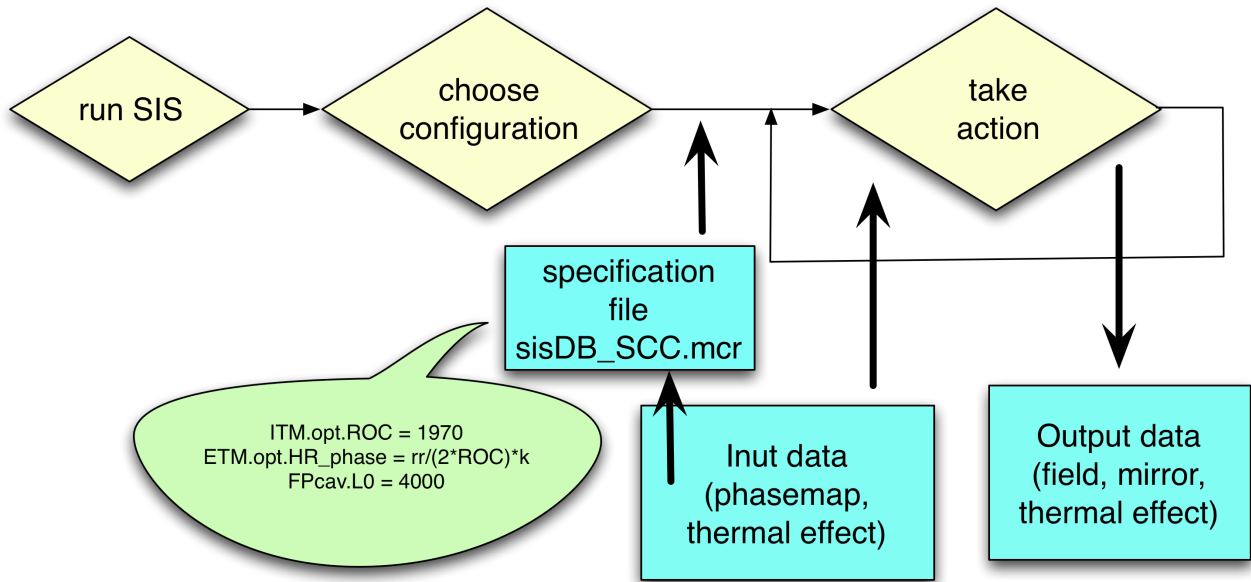 run SIS
choose
configuration
take
action
specification
file
sisDB_SCC.mcr
ITM.opt.ROC = 1970
ETM.opt.HR_phase = rr/(2*ROC)*k
FPcav.L0 = 4000
Inut data
(phasemap,
thermal effect)
Output data
(field, mirror,
thermal effect)